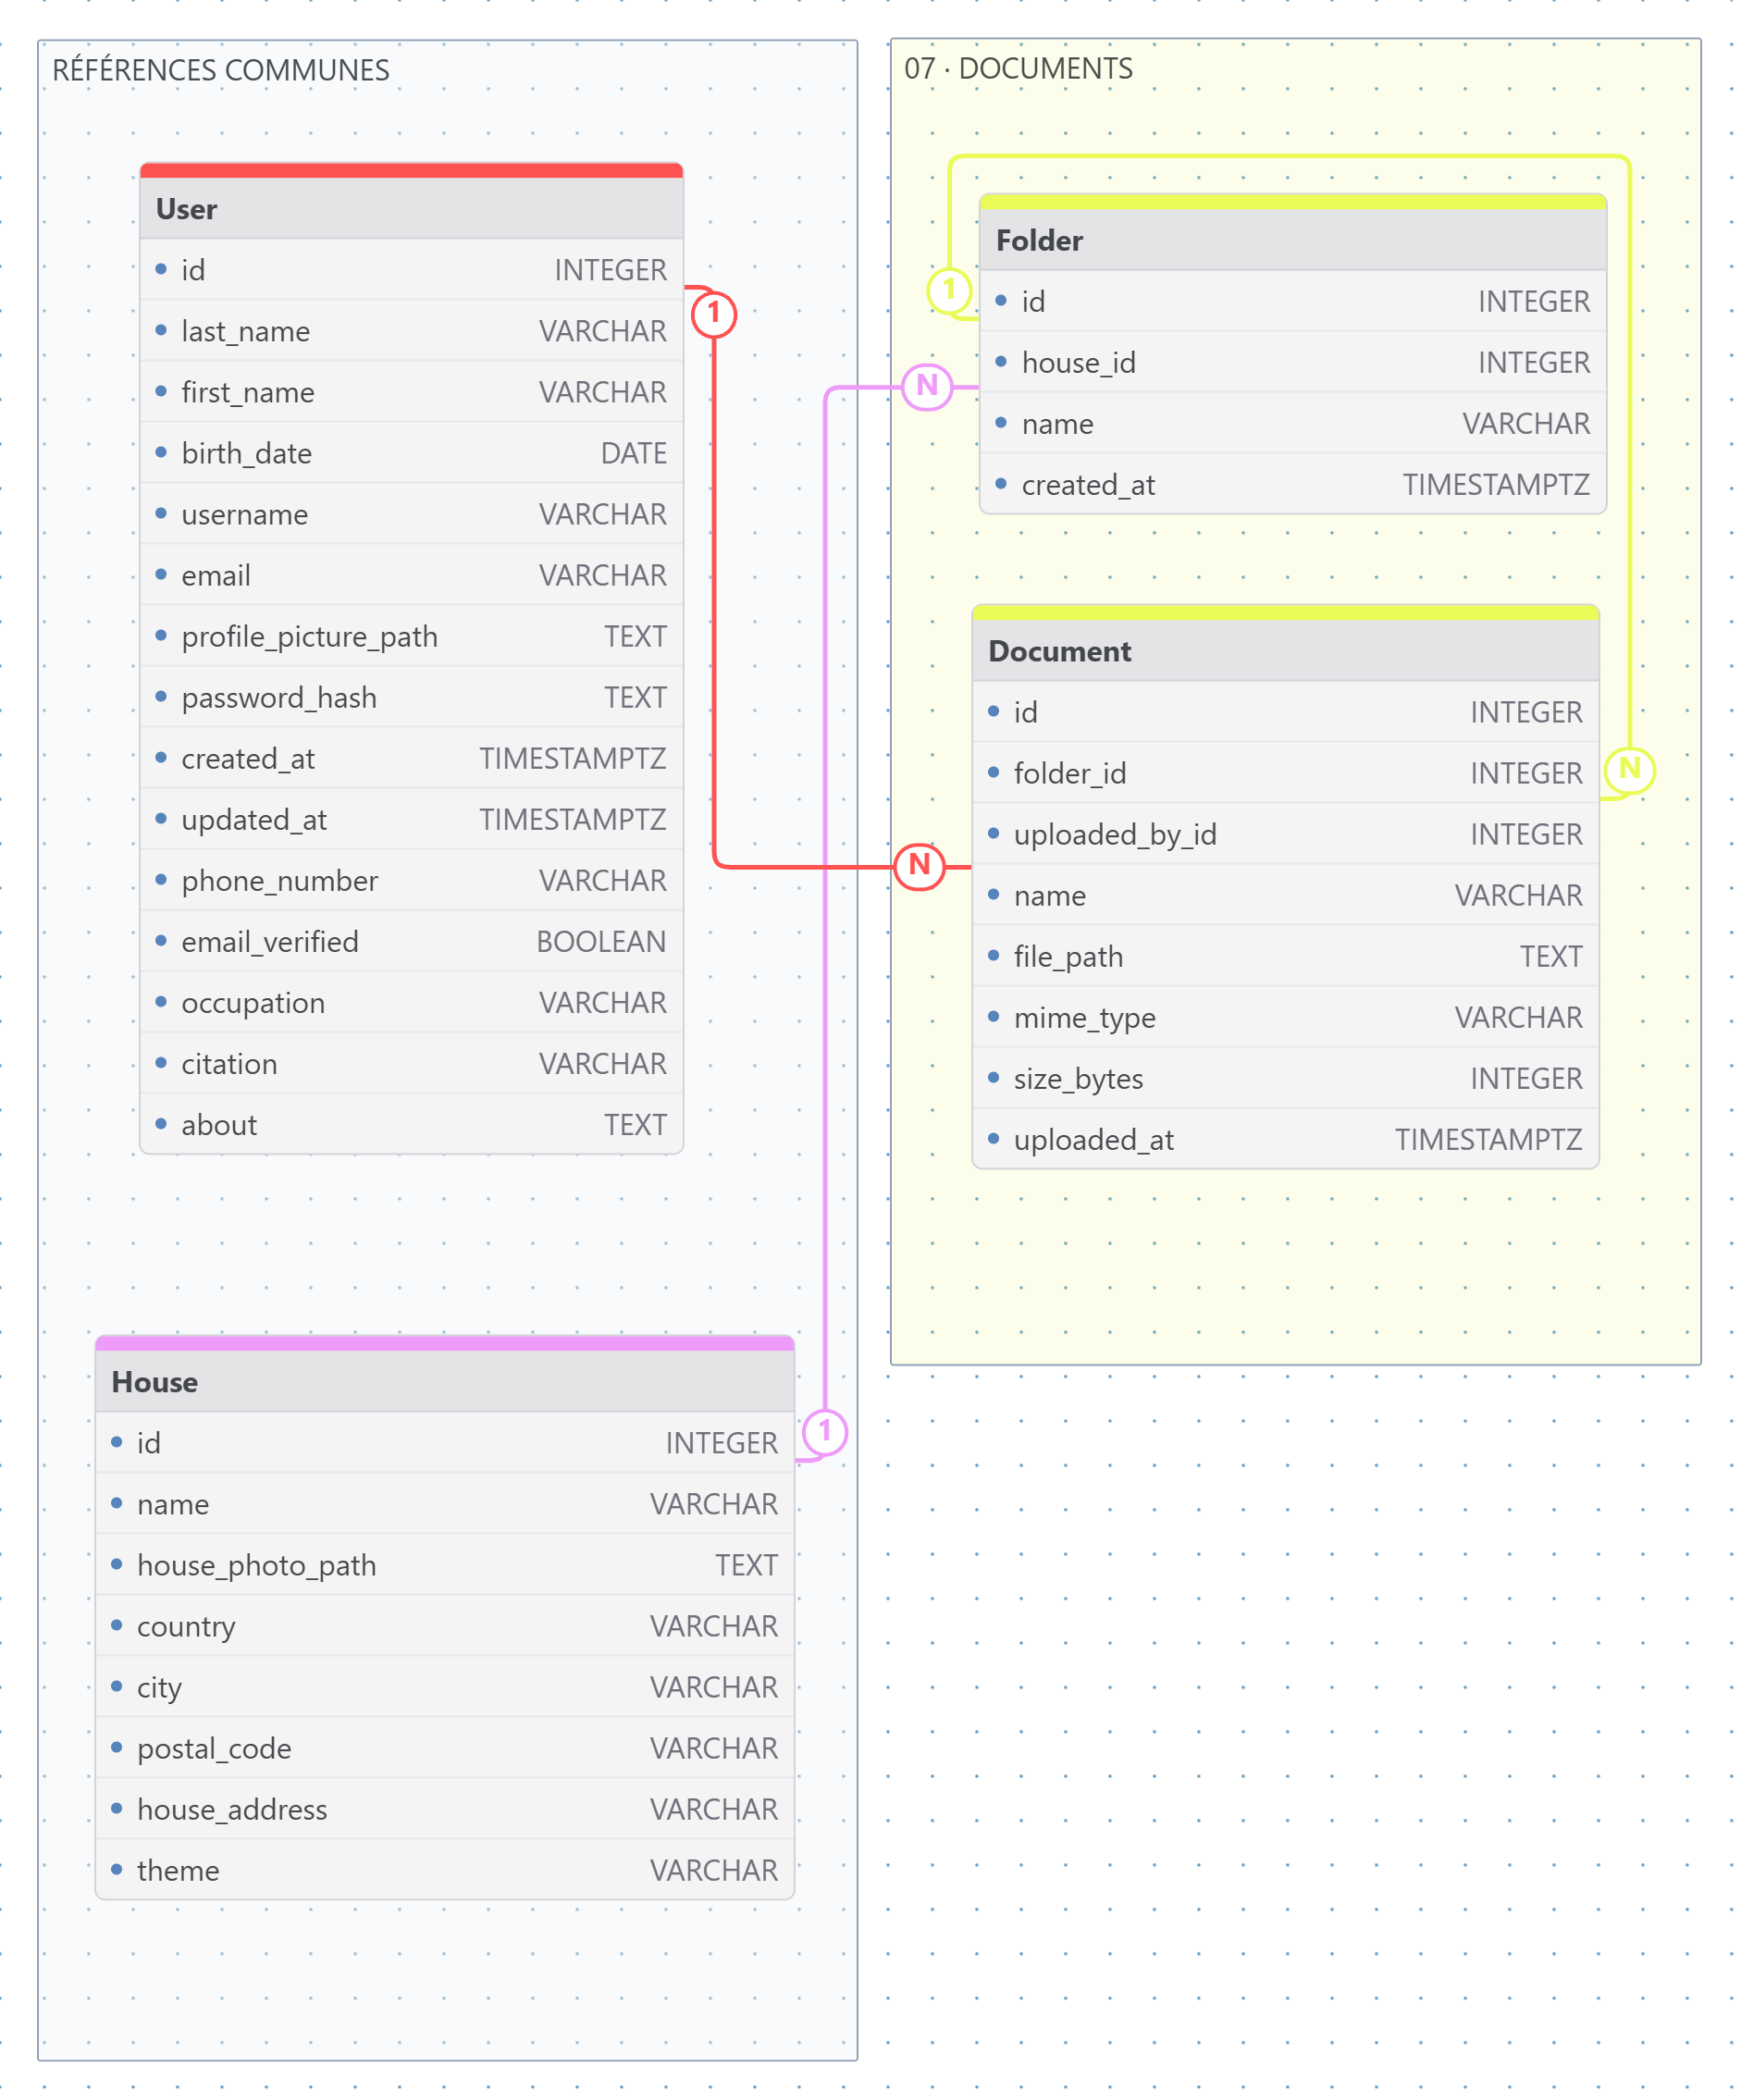 RÉFÉRENCES COMMUNES
User
id INTEGER
last_name VARCHAR
first_name VARCHAR
birth_date DATE
username VARCHAR
email VARCHAR
profile_picture_path TEXT
password_hash TEXT
created_at TIMESTAMPTZ
updated_at TIMESTAMPTZ
phone_number VARCHAR
email_verified BOOLEAN
occupation VARCHAR
citation VARCHAR
about TEXT
1
House
id INTEGER
name VARCHAR
house_photo_path TEXT
country VARCHAR
city VARCHAR
postal_code VARCHAR
house_address VARCHAR
theme VARCHAR
1
07 · DOCUMENTS
Folder
1
id INTEGER
N
house_id INTEGER
name VARCHAR
created_at TIMESTAMPTZ
Document
id INTEGER
folder_id INTEGER
N
uploaded_by_id INTEGER
N
name VARCHAR
file_path TEXT
mime_type VARCHAR
size_bytes INTEGER
uploaded_at TIMESTAMPTZ